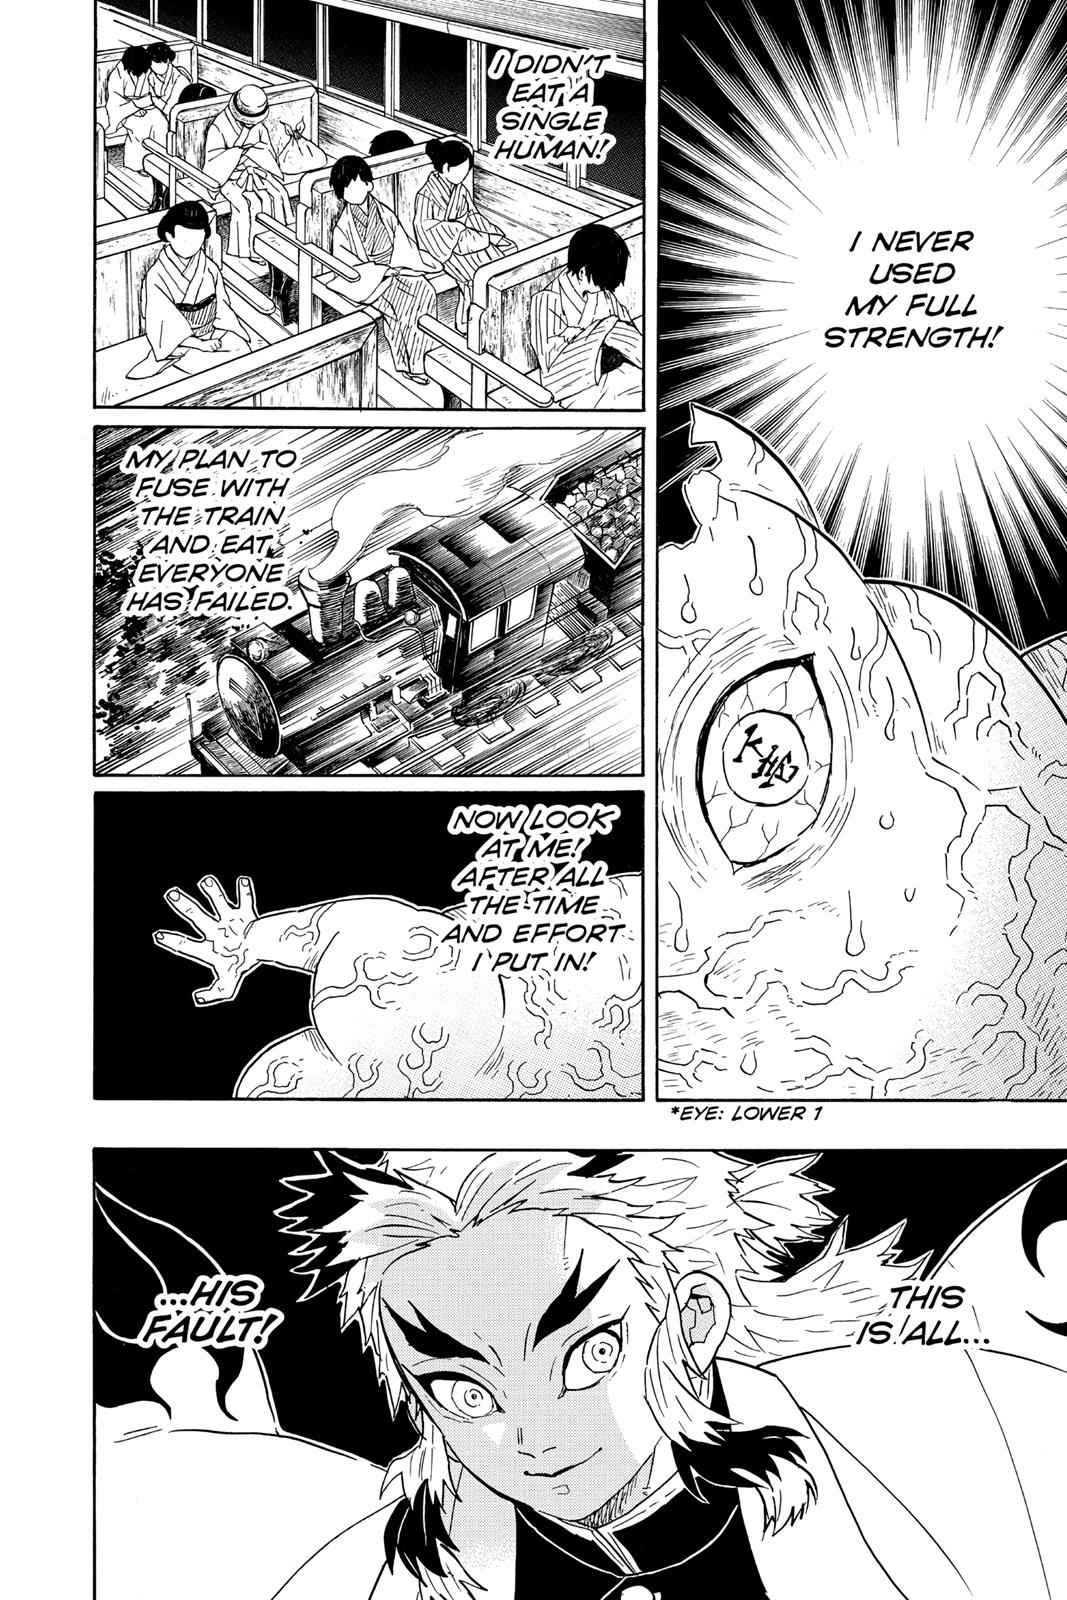 I NEVER
USED
MY FULL
STRENGTH!
I DIDN'T
EAT A
SINGLE
HUMAN!
MY PLAN TO
FUSE WITH
THE TRAIN
AND EAT
EVERYONE
HAS FAILED.
NOW LOOK
AT ME!
AFTER ALL
THE TIME
AND EFFORT
I PUT IN!
*EYE: LOWER 1
THIS
IS ALL...
...HIS
FAULT!